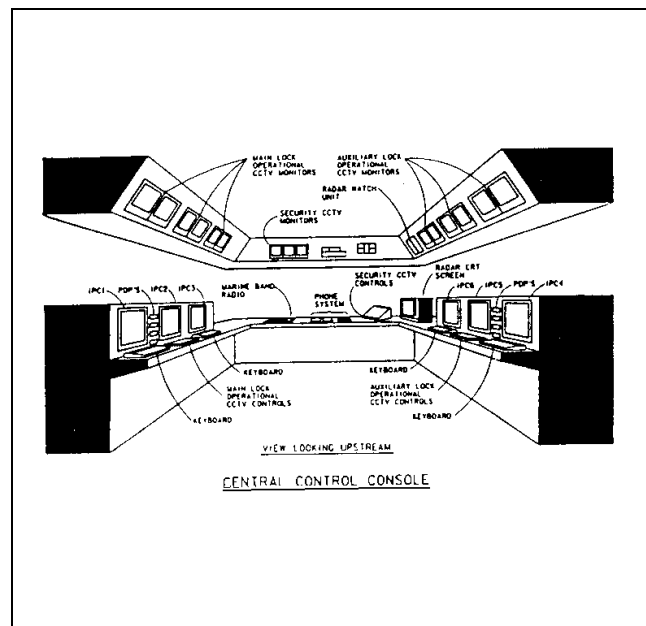 MAIN LOCK
OPERATIONAL
CCTV MONITORS
AUXILIARY LOCK
OPERATIONAL
CCTV MONITORS
RADAR WATCH
UNIT
SECURITY CCTV
MONITORS
IPC1
PDP'S
IPC2
IPC3
MARINE BAND
RADIO
PHONE
SYSTEM
SECURITY CCTV
CONTROLS
RADAR CRT
SCREEN
IPC6
IPC5
PDP'S
IPC4
KEYBOARD
MAIN LOCK
OPERATIONAL
CCTV CONTROLS
KEYBOARD
KEYBOARD
AUXILIARY LOCK
OPERATIONAL
CCTV CONTROLS
KEYBOARD
VIEW LOOKING UPSTREAM
CENTRAL CONTROL CONSOLE